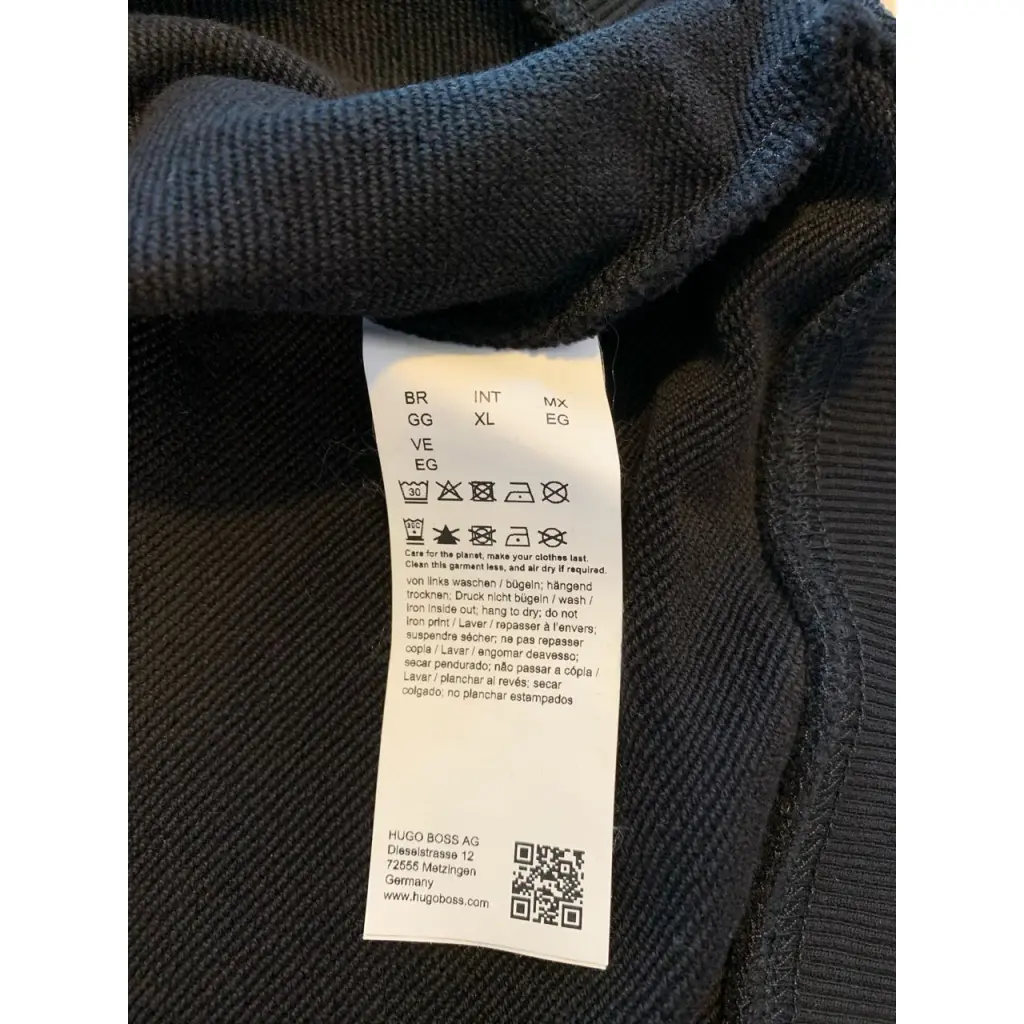 BR INT MX
GG XL EG
VE
EG
30
30C
Care for the planet, make your clothes last.
Clean this garment less, and air dry if required.
von links waschen / bügeln; hängend
trocknen; Druck nicht bügeln / wash /
iron inside out; hang to dry; do not
iron print / Laver / repasser à l'envers;
suspendre sécher; ne pas repasser
copia / Lavar / engomar deavesso;
secar pendurado; não passar a cópia /
Lavar / planchar al revés; secar
colgado; no planchar estampados
HUGO BOSS AG
Dieselstrasse 12
72555 Metzingen
Germany
www.hugoboss.com